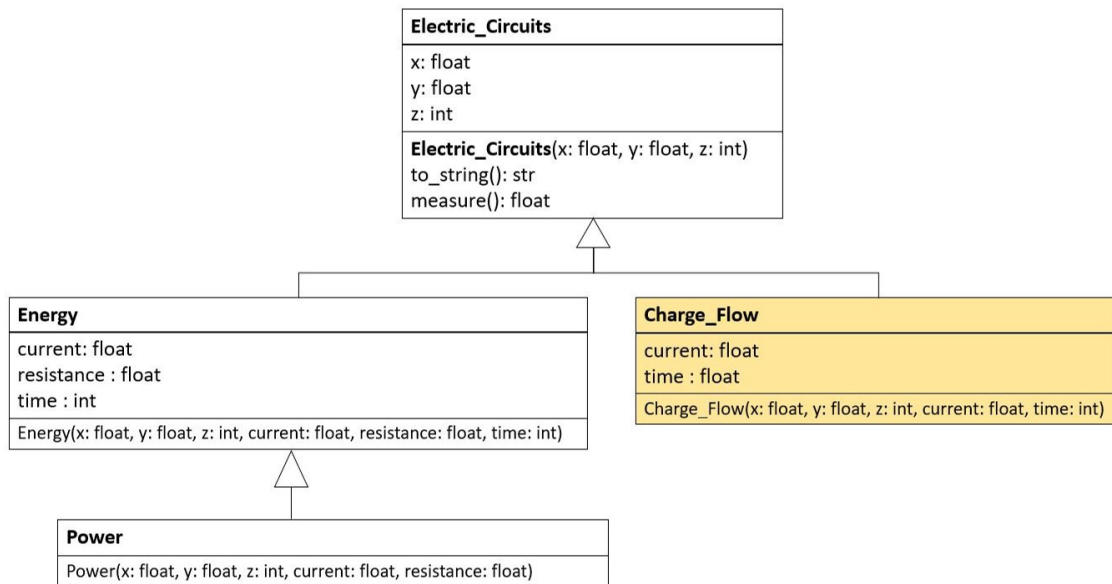 Electric_Circuits
x: float
y: float
z: int
Electric_Circuits(x: float, y: float, z: int)
to_string(): str
measure(): float
Energy
current: float
resistance : float
time : int
Energy(x: float, y: float, z: int, current: float, resistance: float, time: int)
Charge_Flow
current: float
time : float
Charge_Flow(x: float, y: float, z: int, current: float, time: int)
Power
Power(x: float, y: float, z: int, current: float, resistance: float)